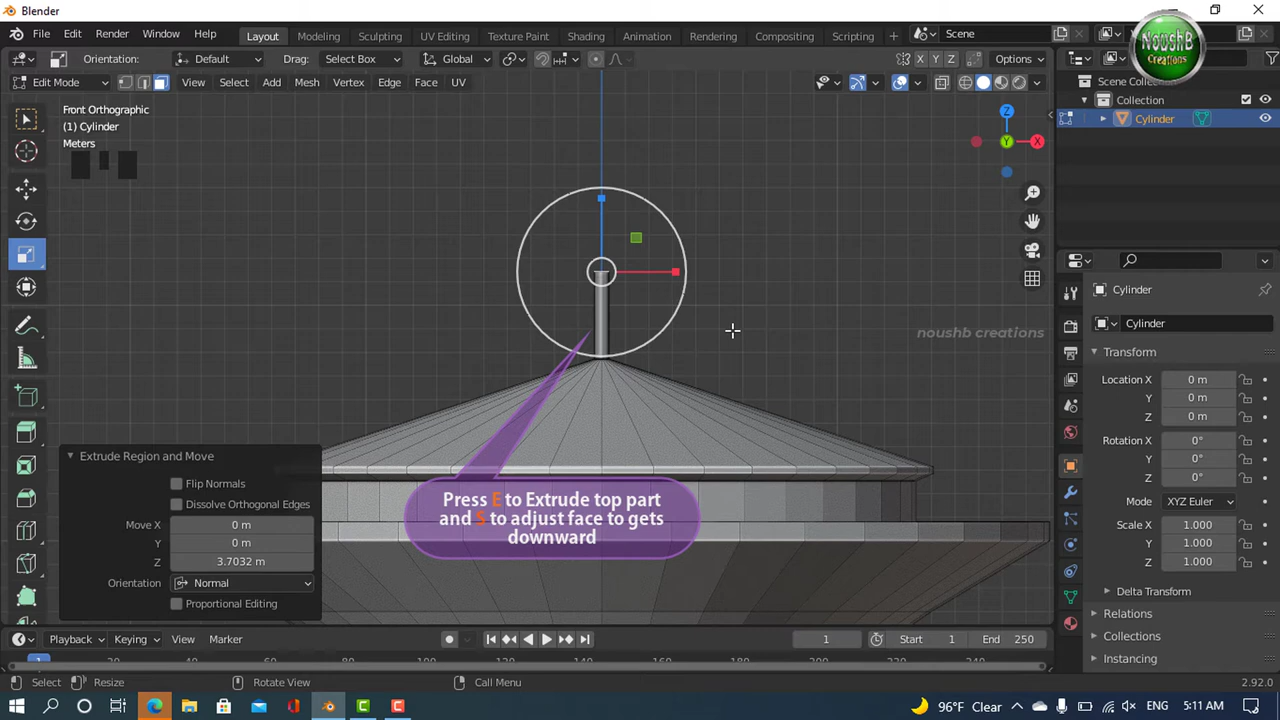 Blender
File Edit Render Window Help Layout Modeling Sculpting UV Editing Texture Paint Shading Animation Rendering Compositing Scripting + Scene
NoushB
Creations
Orientation: Default Drag: Select Box Global X Y Z Options
Edit Mode View Select Add Mesh Vertex Edge Face UV
Front Orthographic
(1) Cylinder
Meters
Z
Y X
Scene Collection
Collection
Cylinder
Cylinder
Cylinder
noushb creations
Transform
Location X 0 m
Y 0 m
Z 0 m
Rotation X 0°
Y 0°
Z 0°
Mode XYZ Euler
Scale X 1.000
Y 1.000
Z 1.000
Delta Transform
Relations
Collections
Instancing
Extrude Region and Move
Flip Normals
Dissolve Orthogonal Edges
Move X 0 m
Y 0 m
Z 3.7032 m
Orientation Normal
Proportional Editing
Press E to Extrude top part
and S to adjust face to gets
downward
Playback Keying View Marker 1 Start 1 End 250
Select Resize Rotate View Call Menu 2.92.0
96°F Clear ENG 5:11 AM